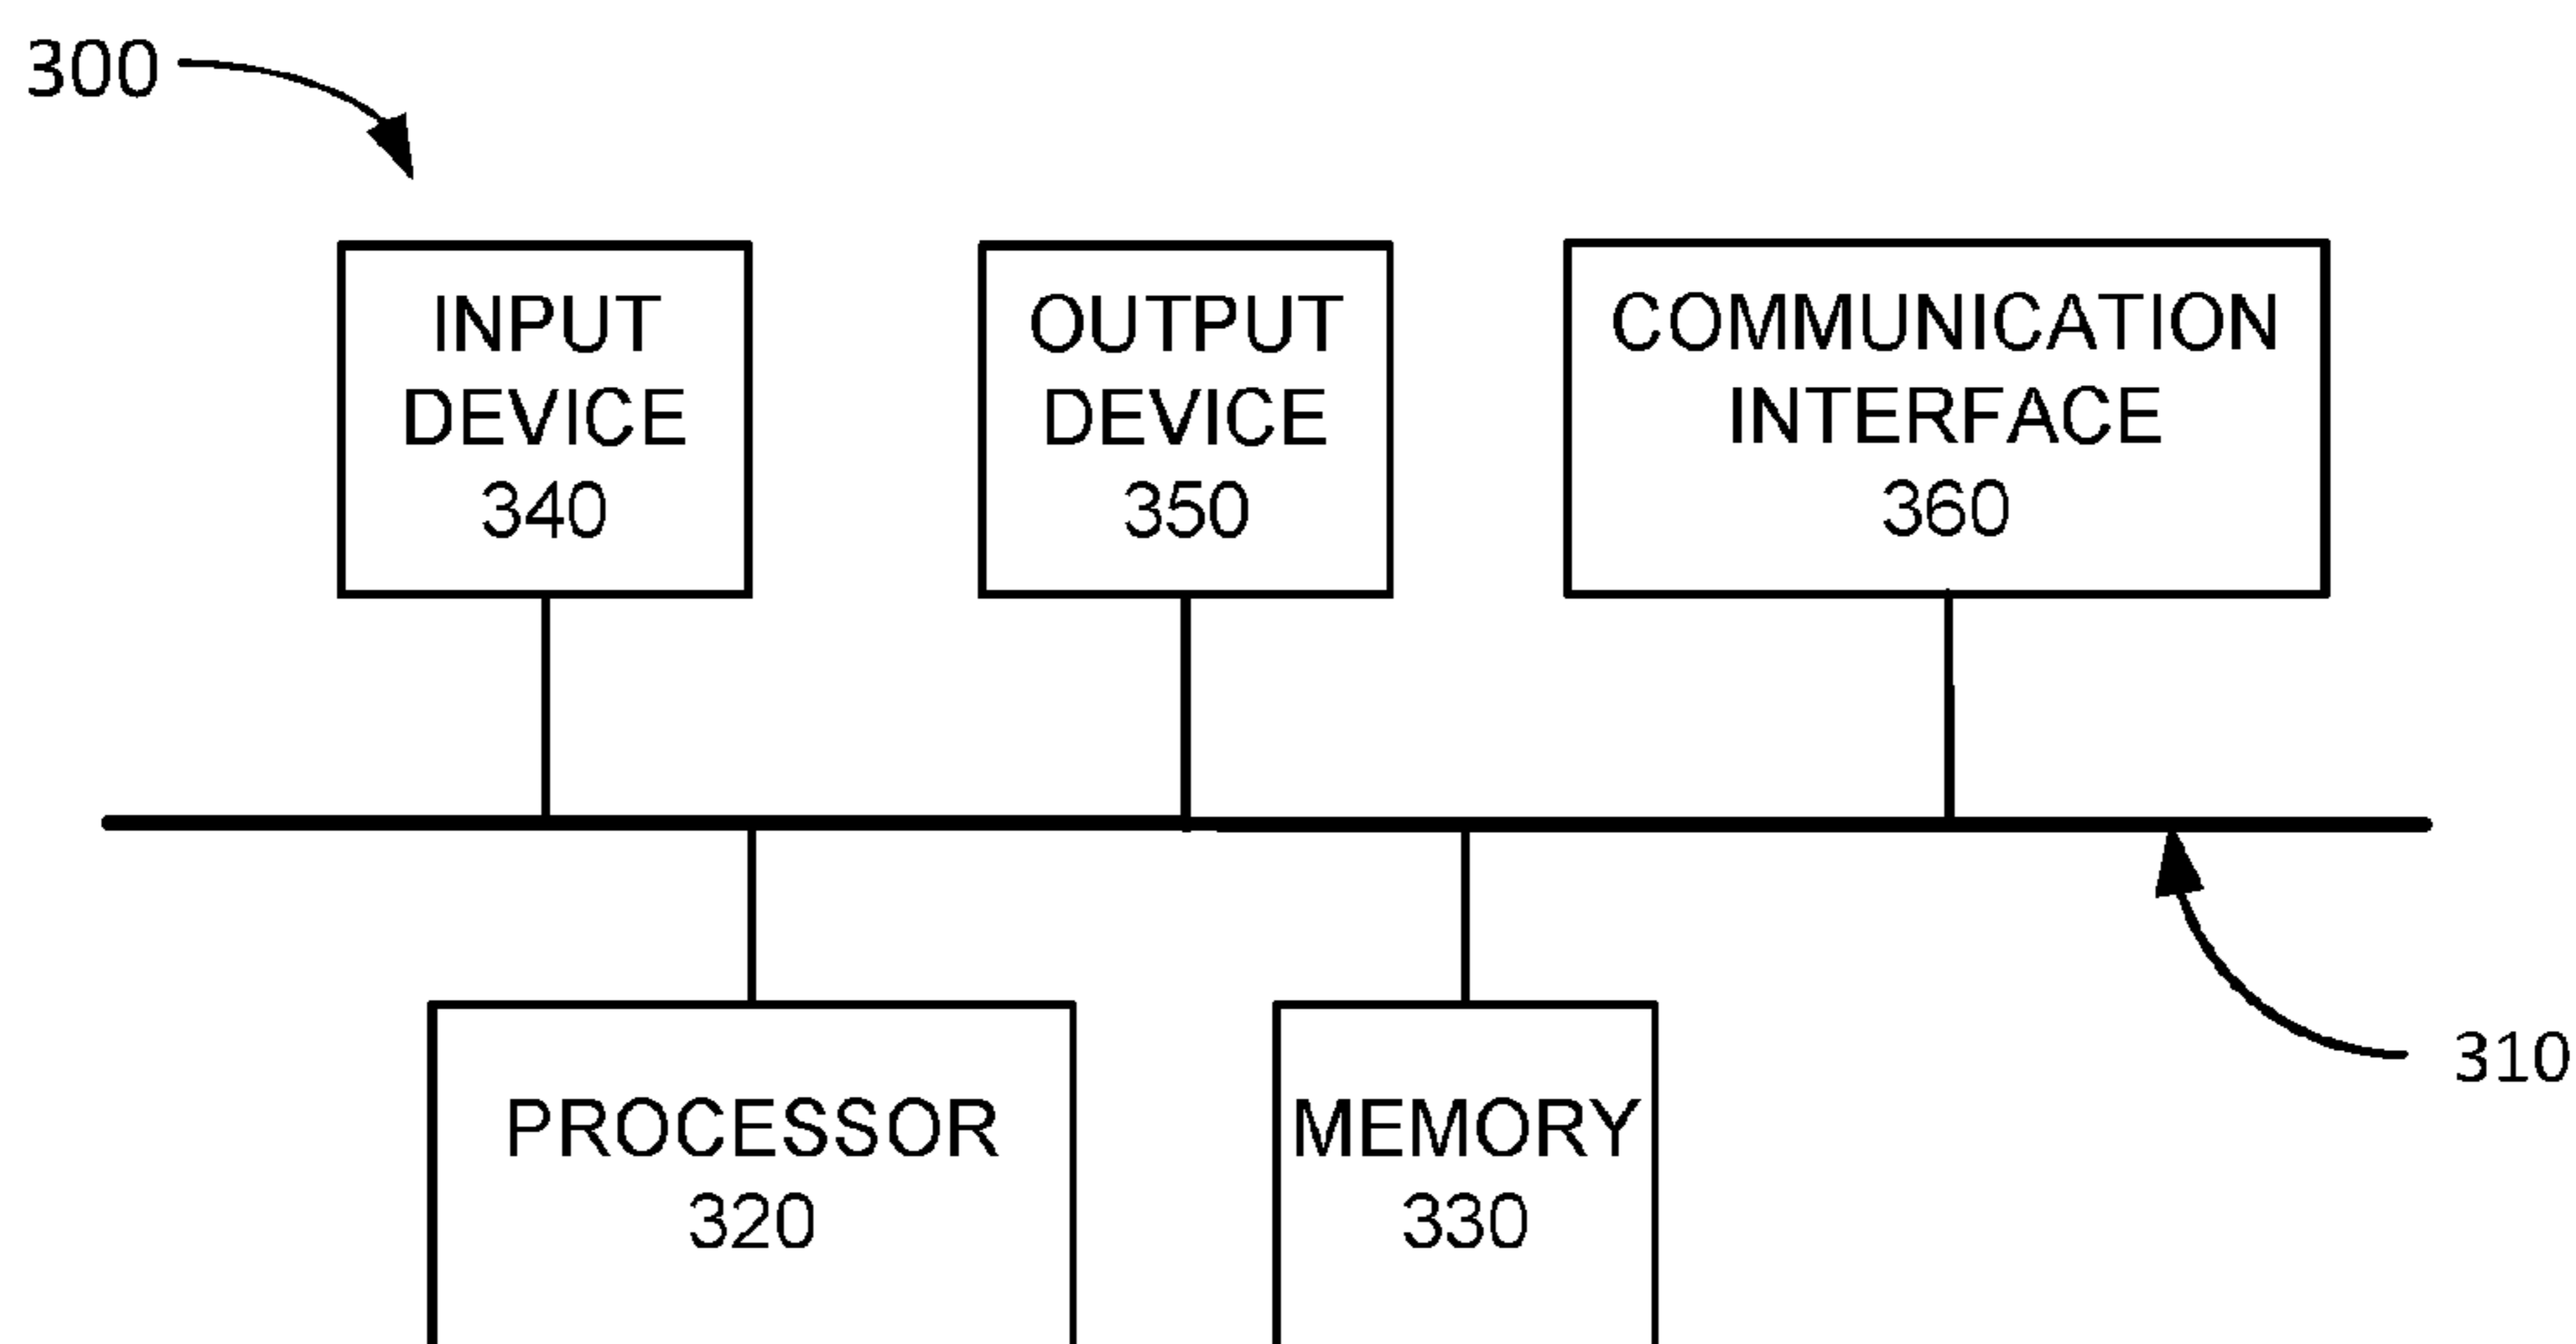 300
INPUT
DEVICE
340
OUTPUT
DEVICE
350
COMMUNICATION
INTERFACE
360
PROCESSOR
320
MEMORY
330
310